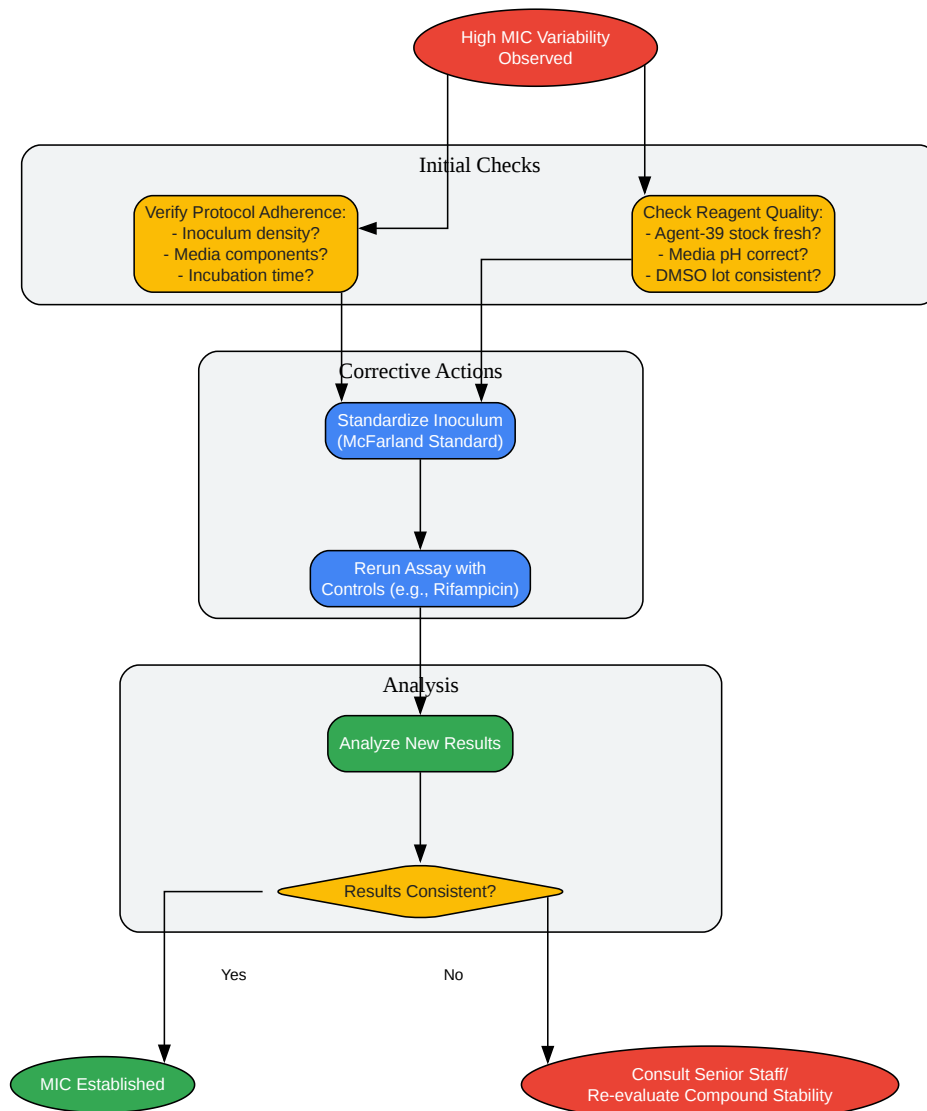 High MIC Variability
Observed
Initial Checks
Verify Protocol Adherence:
- Inoculum density?
- Media components?
- Incubation time?
Check Reagent Quality:
- Agent-39 stock fresh?
- Media pH correct?
- DMSO lot consistent?
Corrective Actions
Standardize Inoculum
(McFarland Standard)
Rerun Assay with
Controls (e.g., Rifampicin)
Analysis
Analyze New Results
Results Consistent?
Yes
No
MIC Established
Consult Senior Staff/
Re-evaluate Compound Stability